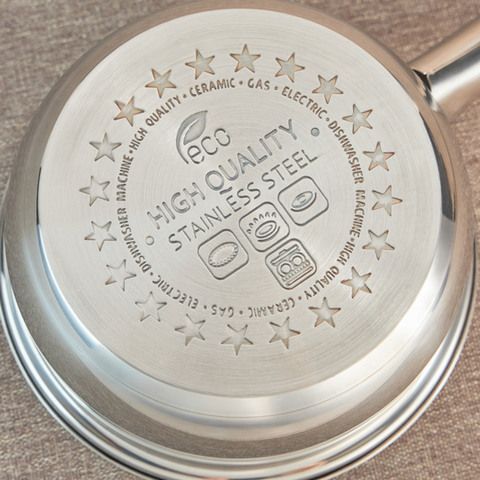 eco
• HIGH QUALITY •
STAINLESS STEEL
HIGH QUALITY • CERAMIC • GAS • ELECTRIC • DISHWASHER MACHINE • HIGH QUALITY • CERAMIC • GAS • ELECTRIC • DISHWASHER MACHINE •